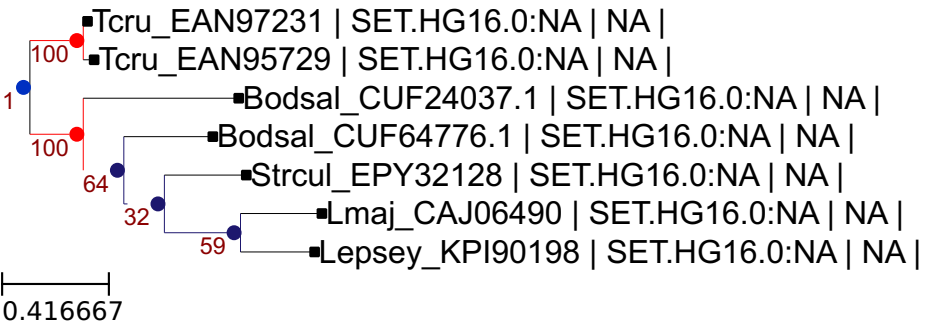 Tcru_EAN97231 | SET.HG16.0:NA | NA |
100
Tcru_EAN95729 | SET.HG16.0:NA | NA |
1
Bodsal_CUF24037.1 | SET.HG16.0:NA | NA |
100
Bodsal_CUF64776.1 | SET.HG16.0:NA | NA |
64
Strcul_EPY32128 | SET.HG16.0:NA | NA |
32
Lmaj_CAJ06490 | SET.HG16.0:NA | NA |
59
Lepsey_KPI90198 | SET.HG16.0:NA | NA |
0.416667